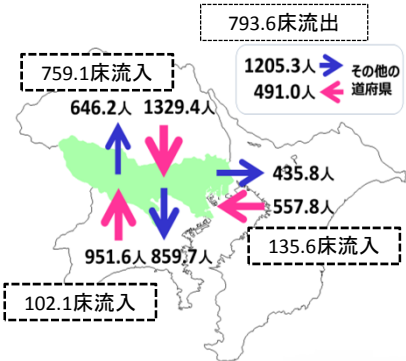 793.6床流出
1205.3人 その他の
491.0人 道府県
759.1床流入
646.2人 1329.4人
435.8人
557.8人
135.6床流入
951.6人 859.7人
102.1床流入